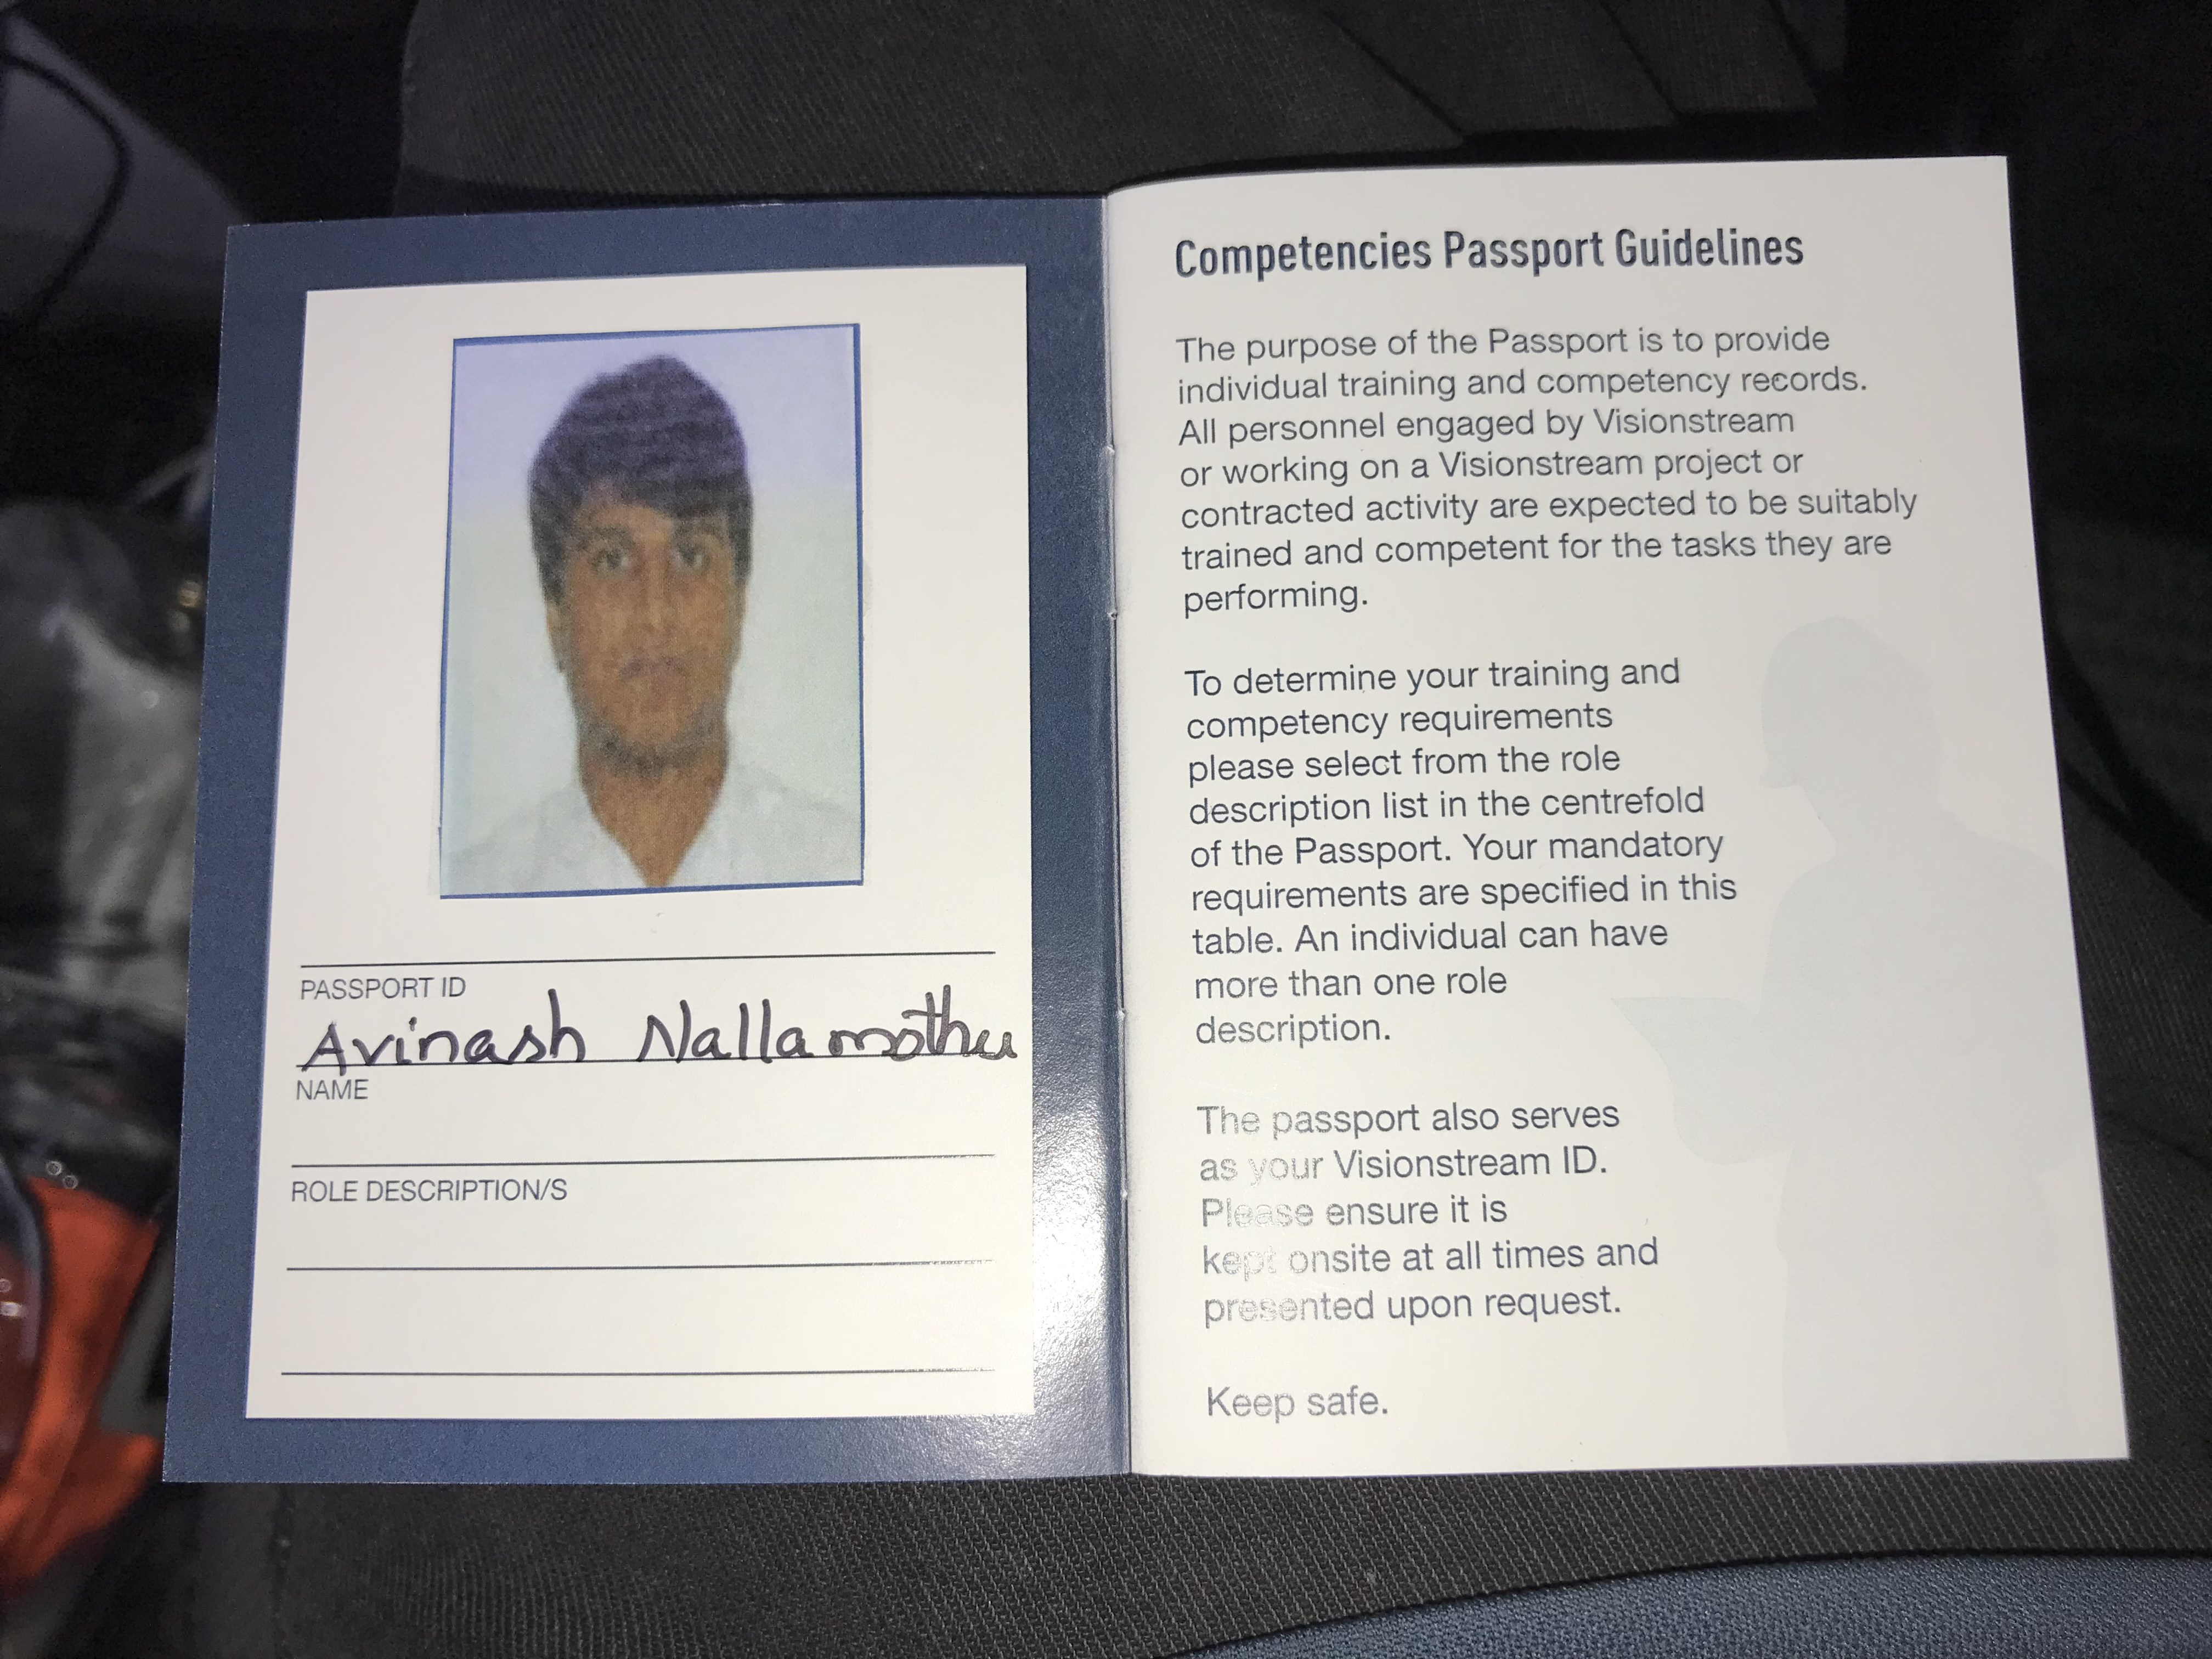 PASSPORT ID
Avinash Nallamothu
NAME
ROLE DESCRIPTION/S
Competencies Passport Guidelines
The purpose of the Passport is to provide
individual training and competency records.
All personnel engaged by Visionstream
or working on a Visionstream project or
contracted activity are expected to be suitably
trained and competent for the tasks they are
performing.
To determine your training and
competency requirements
please select from the role
description list in the centrefold
of the Passport. Your mandatory
requirements are specified in this
table. An individual can have
more than one role
description.
The passport also serves
as your Visionstream ID.
Please ensure it is
kept onsite at all times and
presented upon request.
Keep safe.